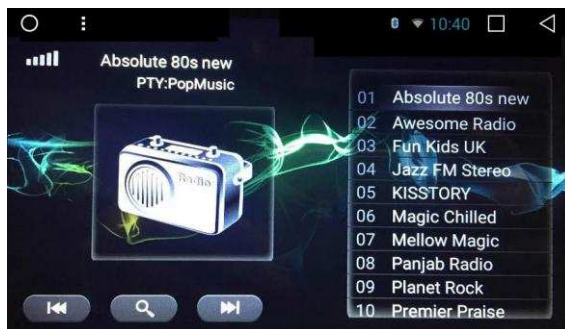 10:40
Absolute 80s new
PTY:PopMusic
Radio
01 Absolute 80s new
02 Awesome Radio
03 Fun Kids UK
04 Jazz FM Stereo
05 KISSTORY
06 Magic Chilled
07 Mellow Magic
08 Panjab Radio
09 Planet Rock
10 Premier Praise